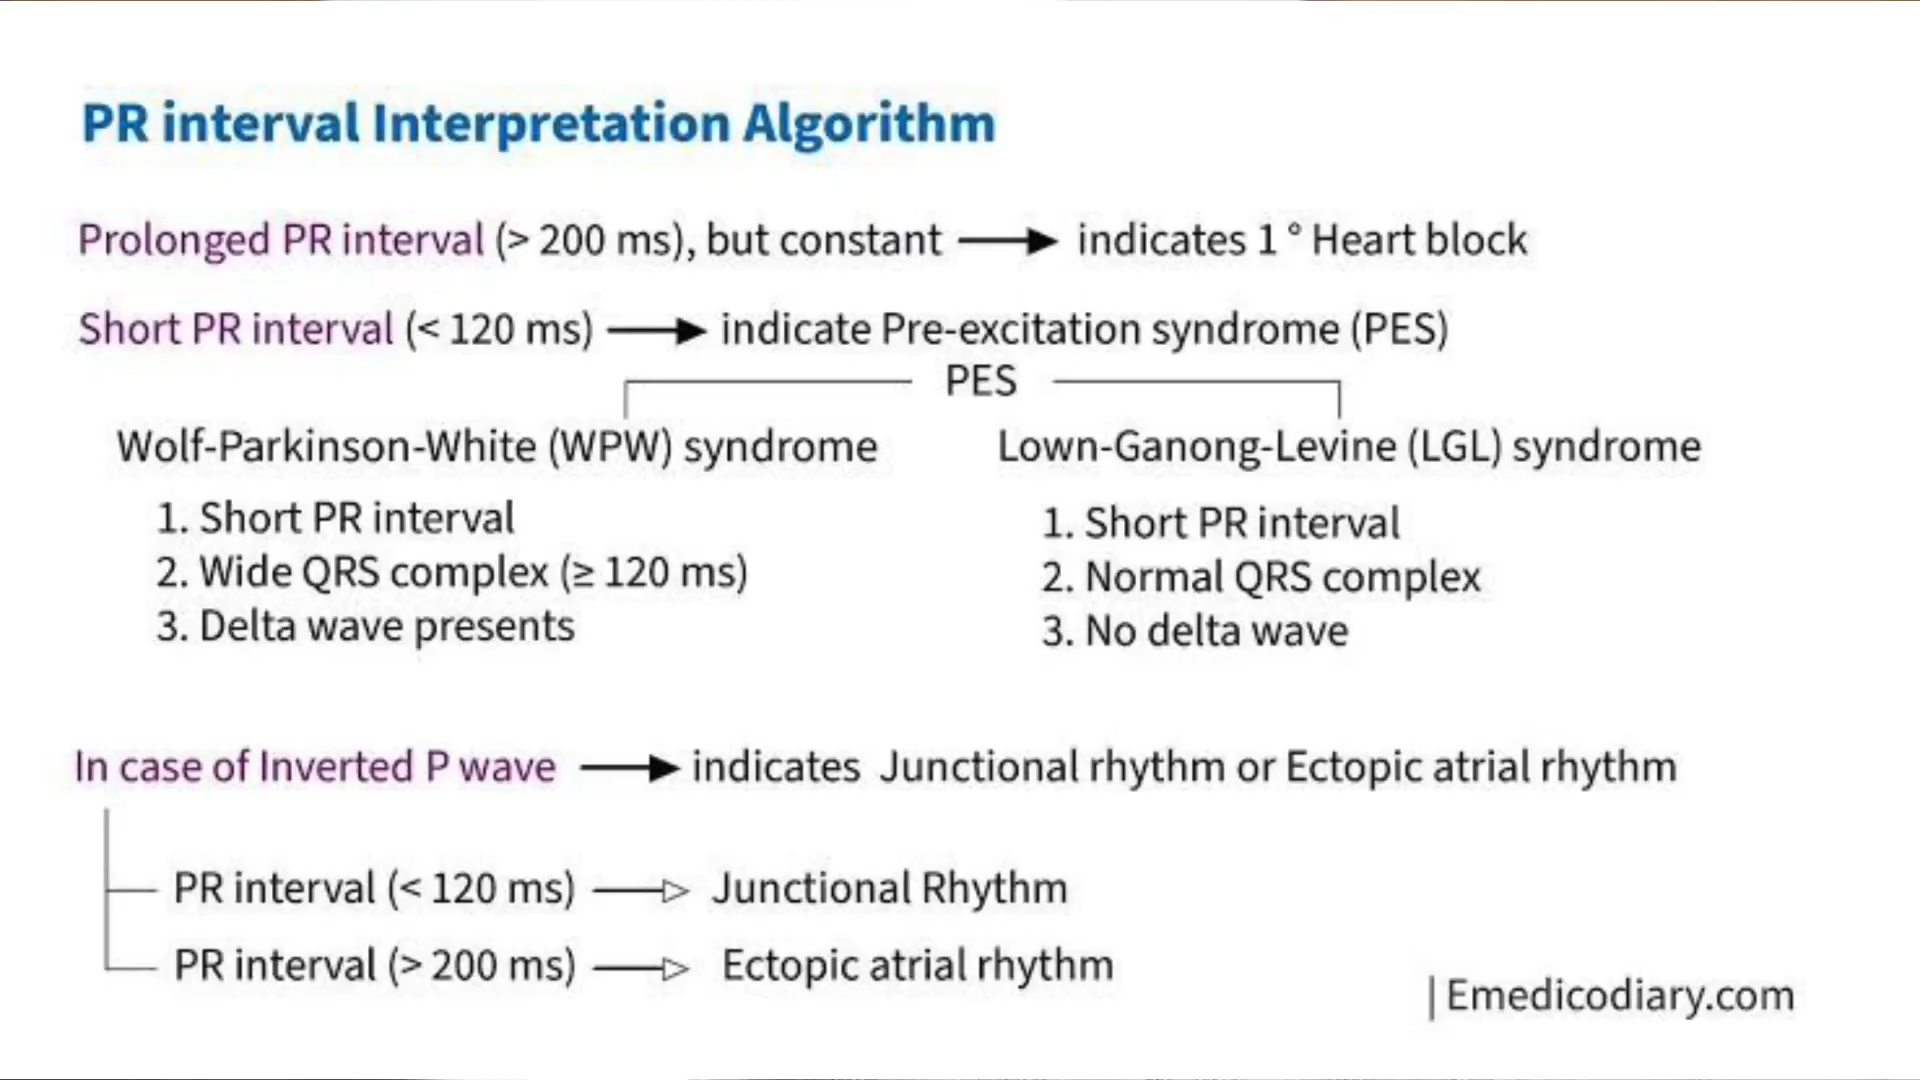 PR interval Interpretation Algorithm
Prolonged PR interval (> 200 ms), but constant → indicates 1 ° Heart block
Short PR interval (< 120 ms) → indicate Pre-excitation syndrome (PES)
PES
Wolf-Parkinson-White (WPW) syndrome
1. Short PR interval
2. Wide QRS complex (≥ 120 ms)
3. Delta wave presents
Lown-Ganong-Levine (LGL) syndrome
1. Short PR interval
2. Normal QRS complex
3. No delta wave
In case of Inverted P wave → indicates Junctional rhythm or Ectopic atrial rhythm
PR interval (< 120 ms) → Junctional Rhythm
PR interval (> 200 ms) → Ectopic atrial rhythm
| Emedicodiary.com